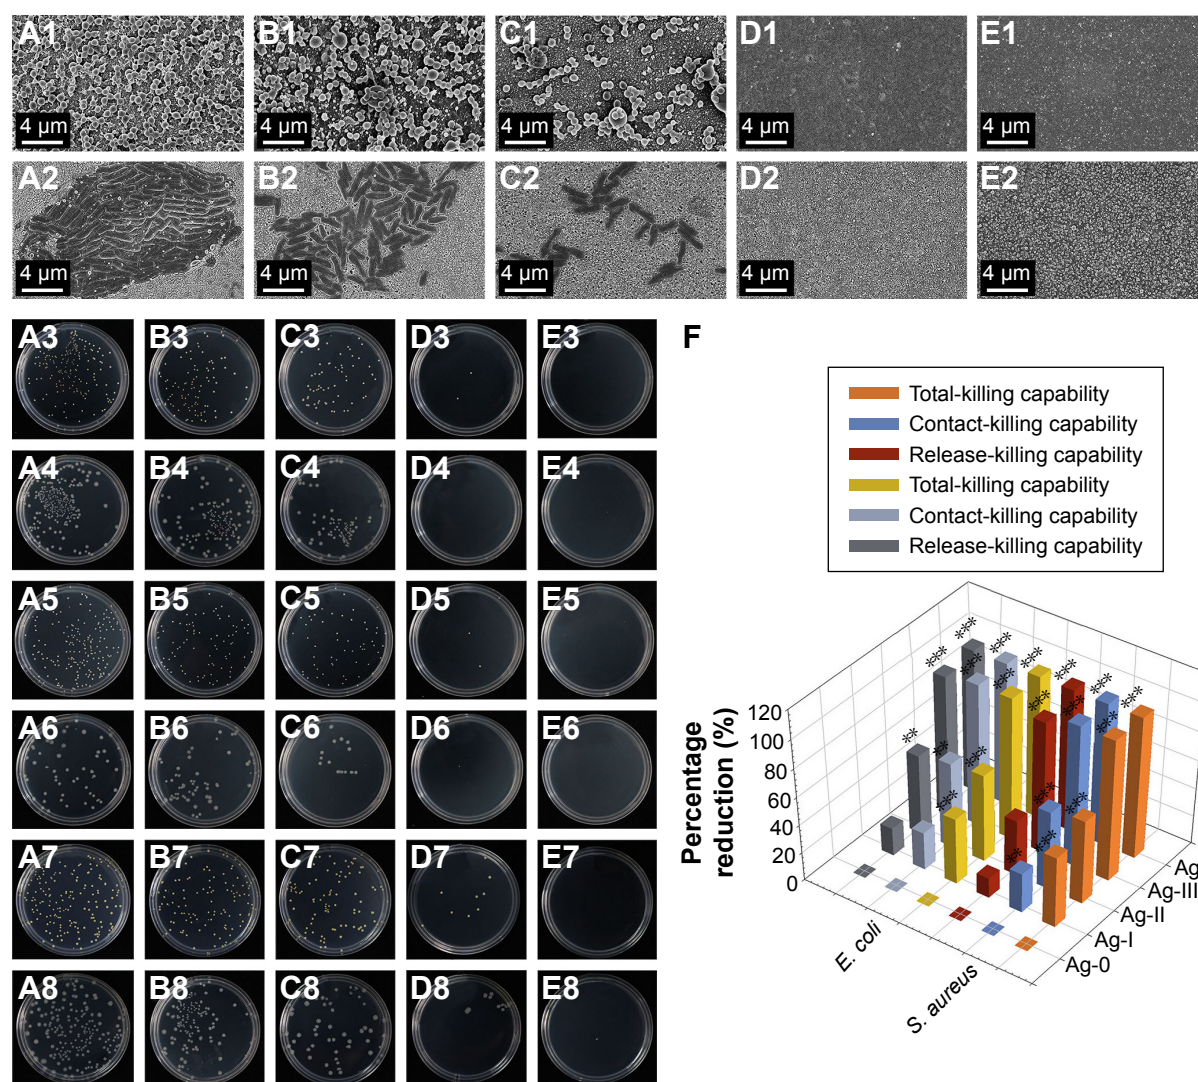 A1 B1 C1 D1 E1
4 µm 4 µm 4 µm 4 µm 4 µm
A2 B2 C2 D2 E2
4 µm 4 µm 4 µm 4 µm 4 µm
A3 B3 C3 D3 E3 F
A4 B4 C4 D4 E4
A5 B5 C5 D5 E5
A6 B6 C6 D6 E6
A7 B7 C7 D7 E7
A8 B8 C8 D8 E8
Total-killing capability
Contact-killing capability
Release-killing capability
Total-killing capability
Contact-killing capability
Release-killing capability
Percentage
reduction (%)
120
100
80
60
40
20
0
E. coli
S. aureus
Ag
Ag-III
Ag-II
Ag-I
Ag-0